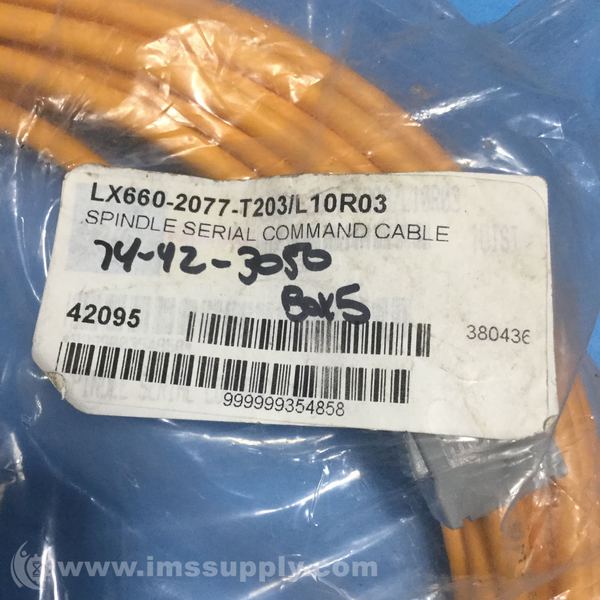 LX660-2077-T203/L10R03
SPINDLE SERIAL COMMAND CABLE
74-42-3050
BOX 5
42095
380436
999999354858
www.imssupply.com